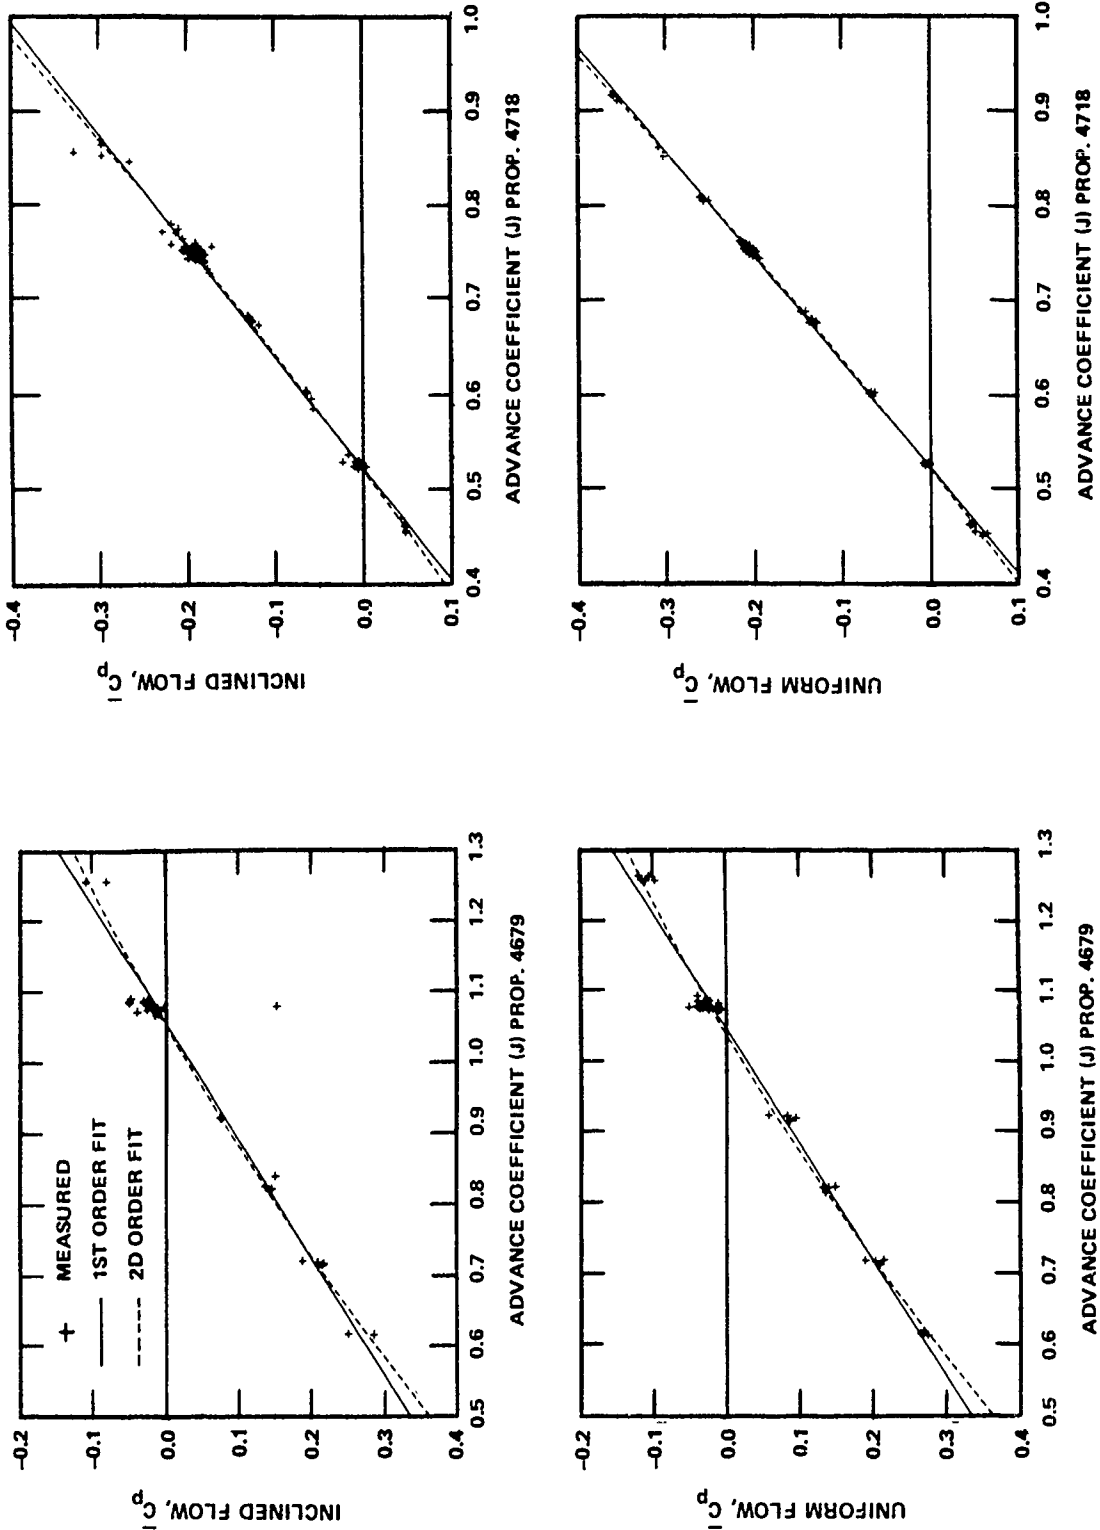 INCLINED FLOW, C̄p
−0.2
−0.1
0.0
0.1
0.2
0.3
0.4
+ MEASURED
1ST ORDER FIT
2D ORDER FIT
0.5 0.6 0.7 0.8 0.9 1.0 1.1 1.2 1.3
ADVANCE COEFFICIENT (J) PROP. 4679
INCLINED FLOW, C̄p
−0.4
−0.3
−0.2
−0.1
0.0
0.1
0.4 0.5 0.6 0.7 0.8 0.9 1.0
ADVANCE COEFFICIENT (J) PROP. 4718
UNIFORM FLOW, C̄p
−0.2
−0.1
0.0
0.1
0.2
0.3
0.4
0.5 0.6 0.7 0.8 0.9 1.0 1.1 1.2 1.3
ADVANCE COEFFICIENT (J) PROP. 4679
UNIFORM FLOW, C̄p
−0.4
−0.3
−0.2
−0.1
0.0
0.1
0.4 0.5 0.6 0.7 0.8 0.9 1.0
ADVANCE COEFFICIENT (J) PROP. 4718